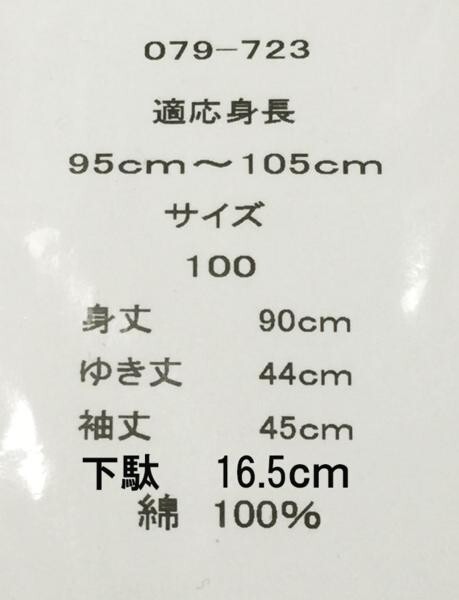 079-723
適応身長
95cm～105cm
サイズ
100
身丈 90cm
ゆき丈 44cm
袖丈 45cm
下駄 16.5cm
綿 100%